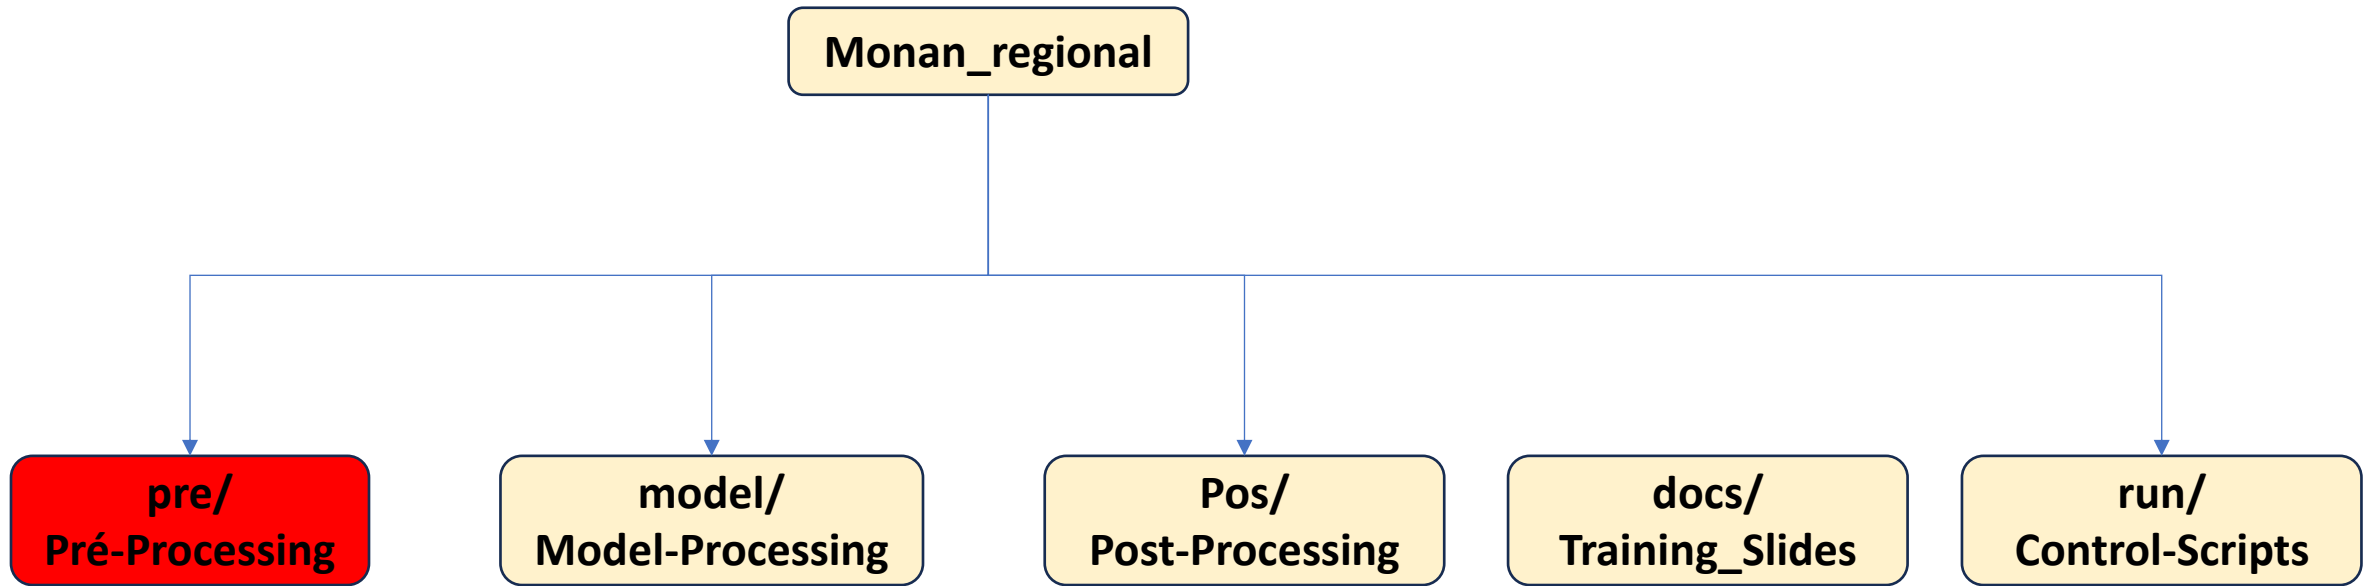 Monan_regional
pre/
Pré-Processing
model/
Model-Processing
Pos/
Post-Processing
docs/
Training_Slides
run/
Control-Scripts